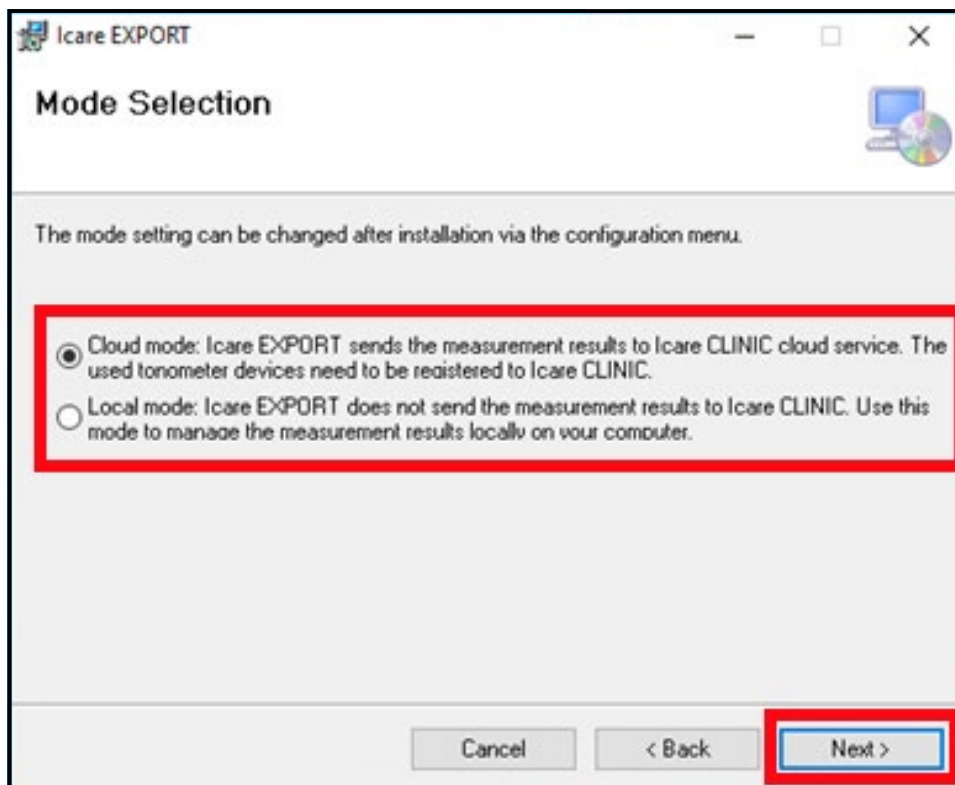 Icare EXPORT
Mode Selection
The mode setting can be changed after installation via the configuration menu.
Cloud mode: Icare EXPORT sends the measurement results to Icare CLINIC cloud service. The
used tonometer devices need to be registered to Icare CLINIC.
Local mode: Icare EXPORT does not send the measurement results to Icare CLINIC. Use this
mode to manage the measurement results locally on your computer.
Cancel
< Back
Next >